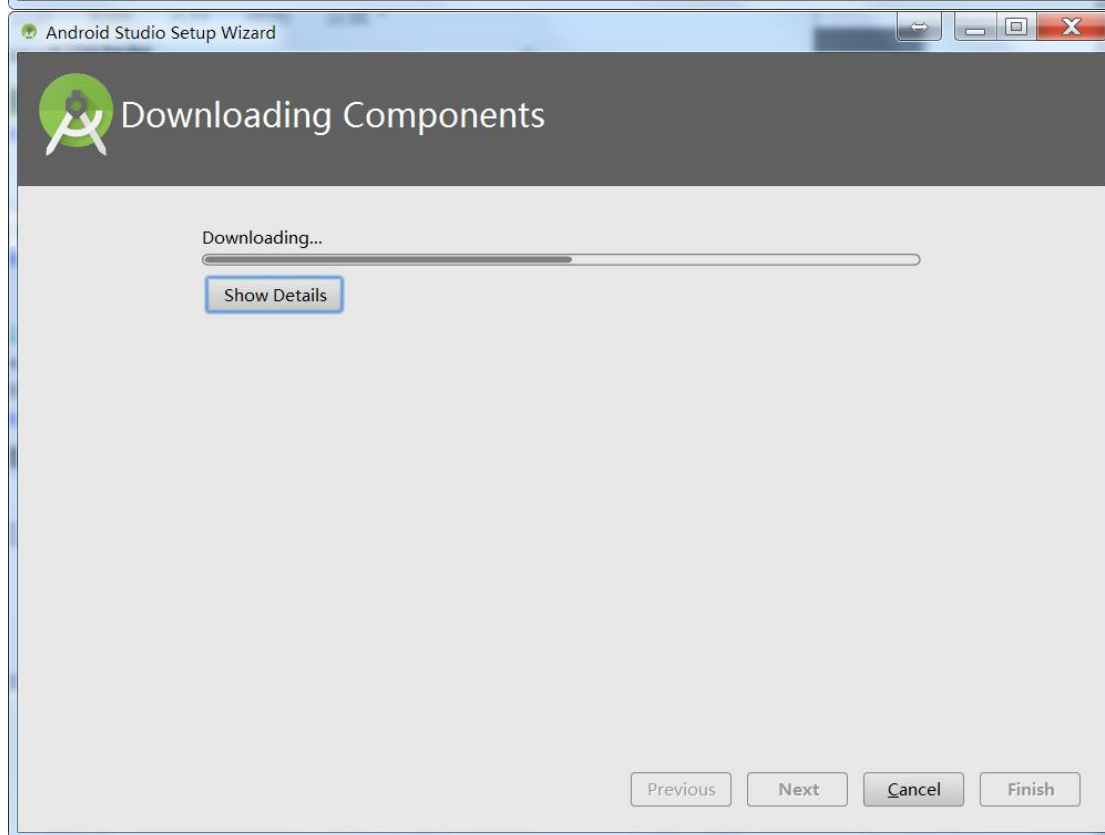 Android Studio Setup Wizard
Downloading Components
Downloading...
Show Details
Previous Next Cancel Finish